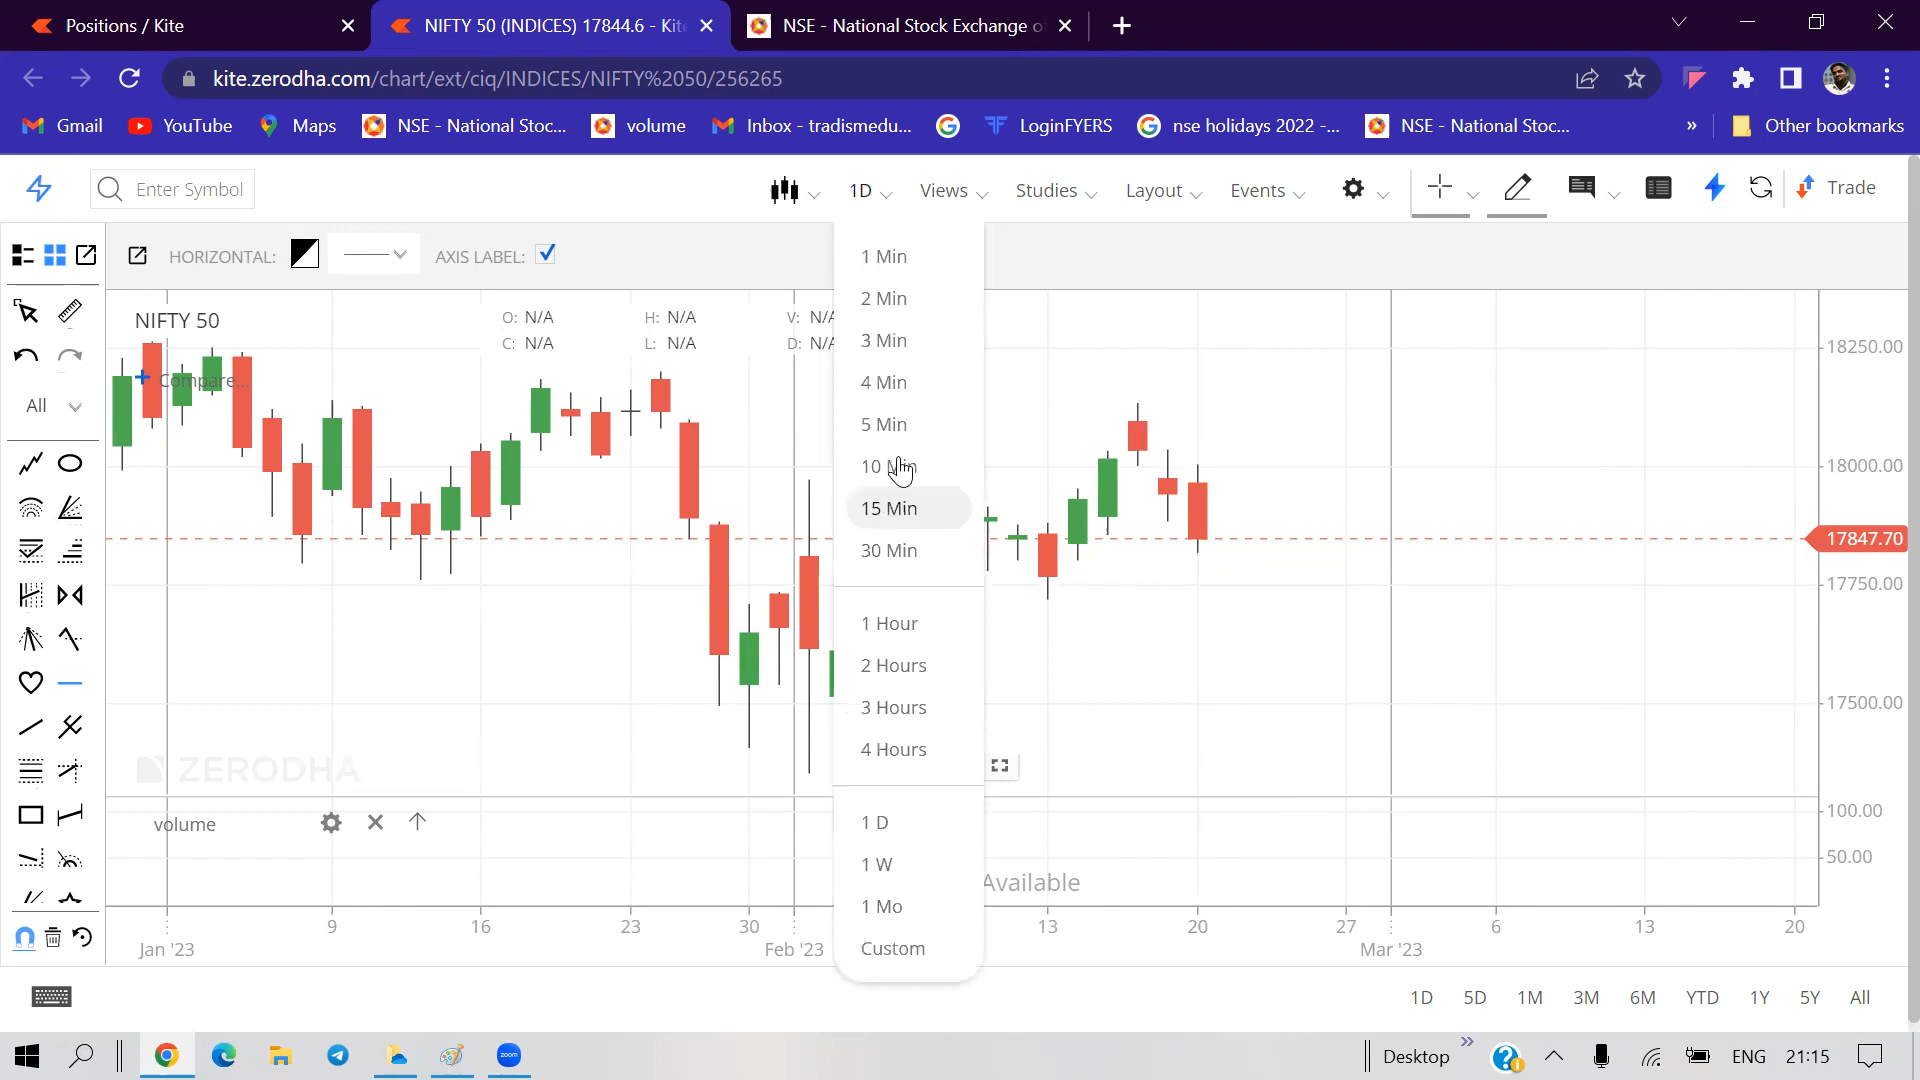 Positions / Kite
NIFTY 50 (INDICES) 17844.6 - Kit
NSE - National Stock Exchange o
kite.zerodha.com/chart/ext/ciq/INDICES/NIFTY%2050/256265
Gmail
YouTube
Maps
NSE - National Stoc...
volume
Inbox - tradismedu...
LoginFYERS
nse holidays 2022 -...
NSE - National Stoc...
»
Other bookmarks
Enter Symbol
1D
Views
Studies
Layout
Events
Trade
HORIZONTAL:
AXIS LABEL:
NIFTY 50
O: N/A
H: N/A
V: N/A
C: N/A
L: N/A
D: N/A
Compare...
All
1 Min
2 Min
3 Min
4 Min
5 Min
10 Min
15 Min
30 Min
1 Hour
2 Hours
3 Hours
4 Hours
1 D
1 W
1 Mo
Custom
18250.00
18000.00
17847.70
17750.00
17500.00
100.00
50.00
ZERODHA
volume
Available
9
16
23
30
13
20
27
6
13
20
Jan '23
Feb '23
Mar '23
1D
5D
1M
3M
6M
YTD
1Y
5Y
All
zoom
Desktop
»
ENG
21:15